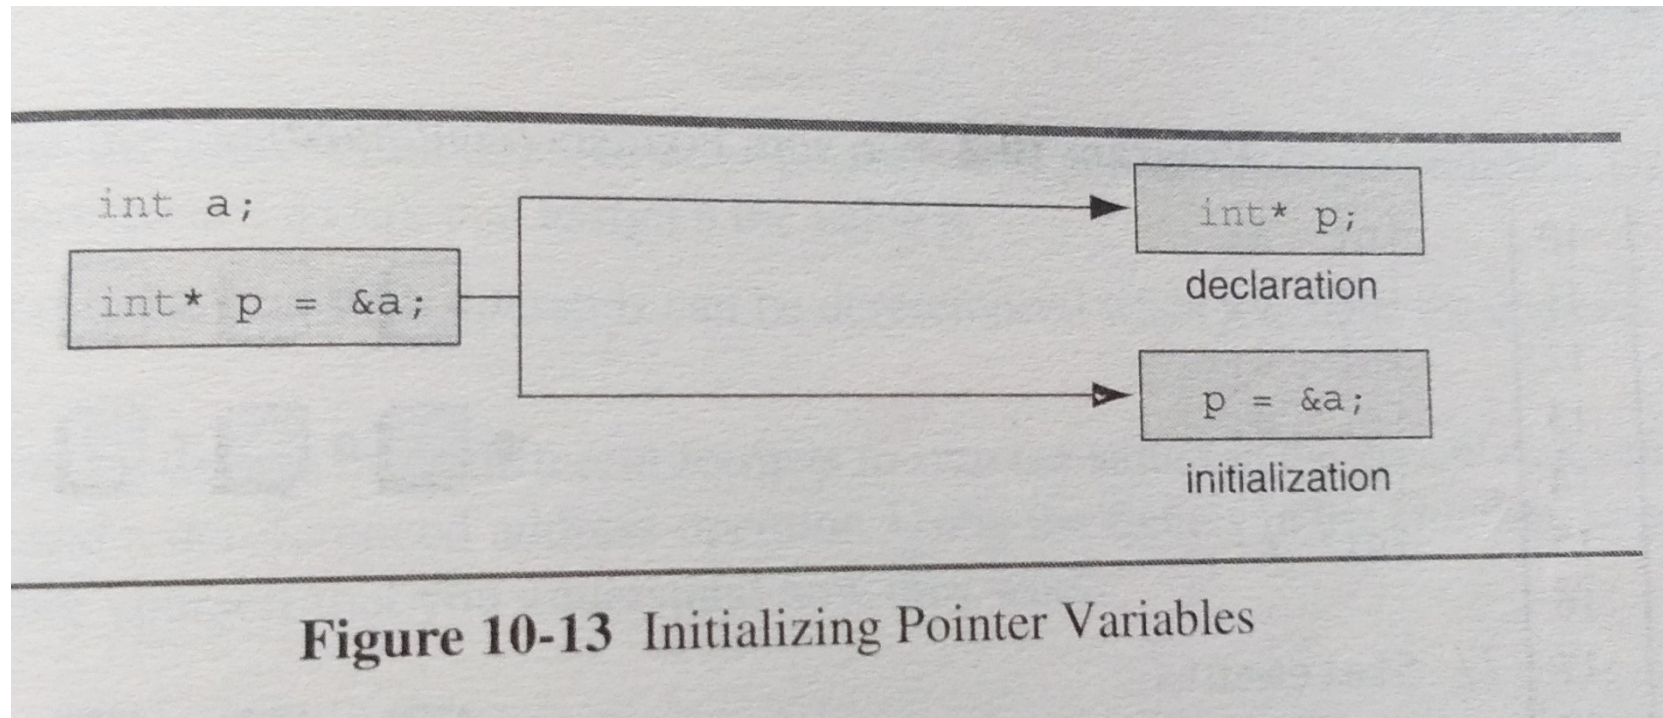 int a;
int* p = &a;
int* p;
declaration
p = &a;
initialization
Figure 10-13 Initializing Pointer Variables